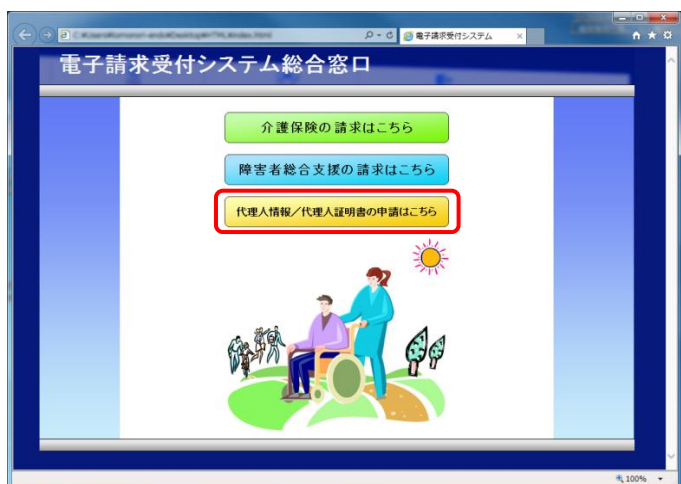 電子請求受付システム
電子請求受付システム総合窓口
介護保険の請求はこちら
障害者総合支援の請求はこちら
代理人情報／代理人証明書の申請はこちら
100%